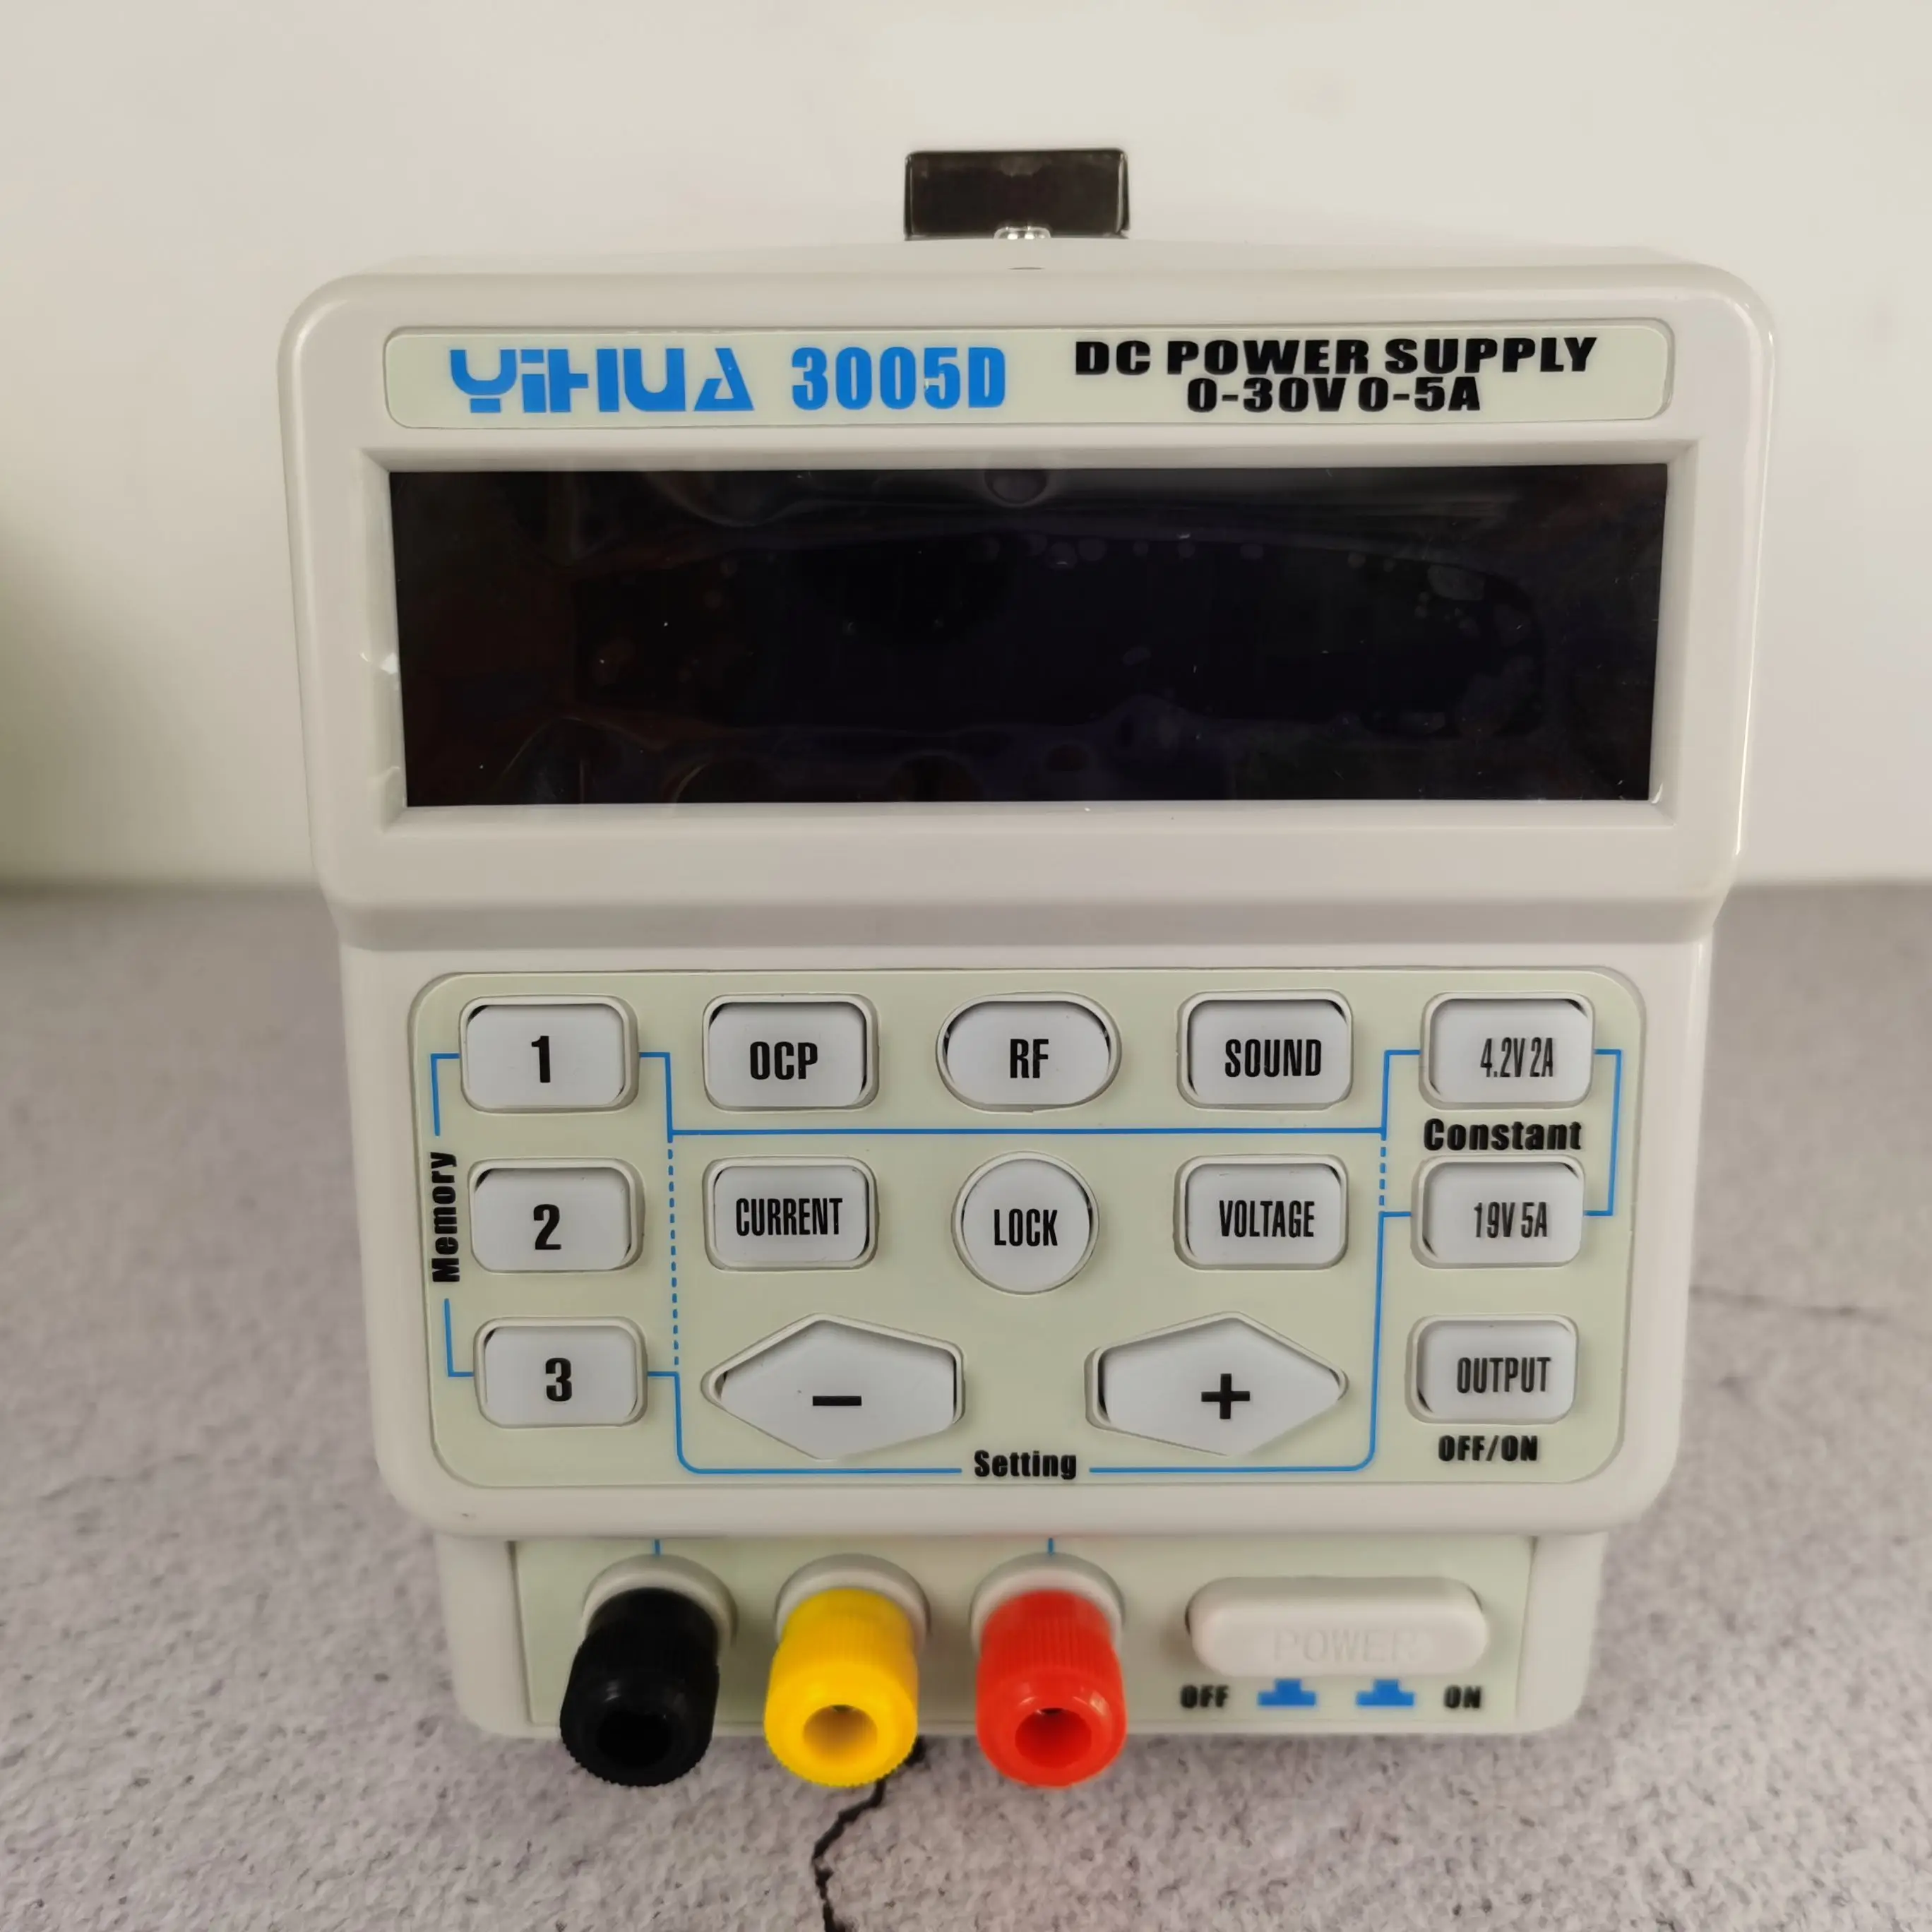 YiHUA 3005D
DC POWER SUPPLY
0-30V 0-5A
1
OCP
RF
SOUND
4.2V 2A
Constant
Memory
2
CURRENT
LOCK
VOLTAGE
19V 5A
3
−
+
OUTPUT
OFF/ON
Setting
POWER
OFF
ON